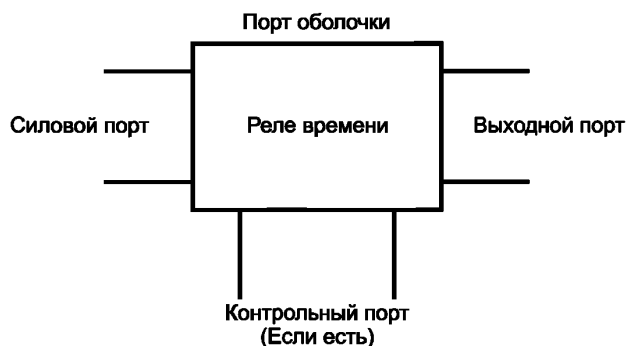 Порт оболочки
Силовой порт
Реле времени
Выходной порт
Контрольный порт
(Если есть)